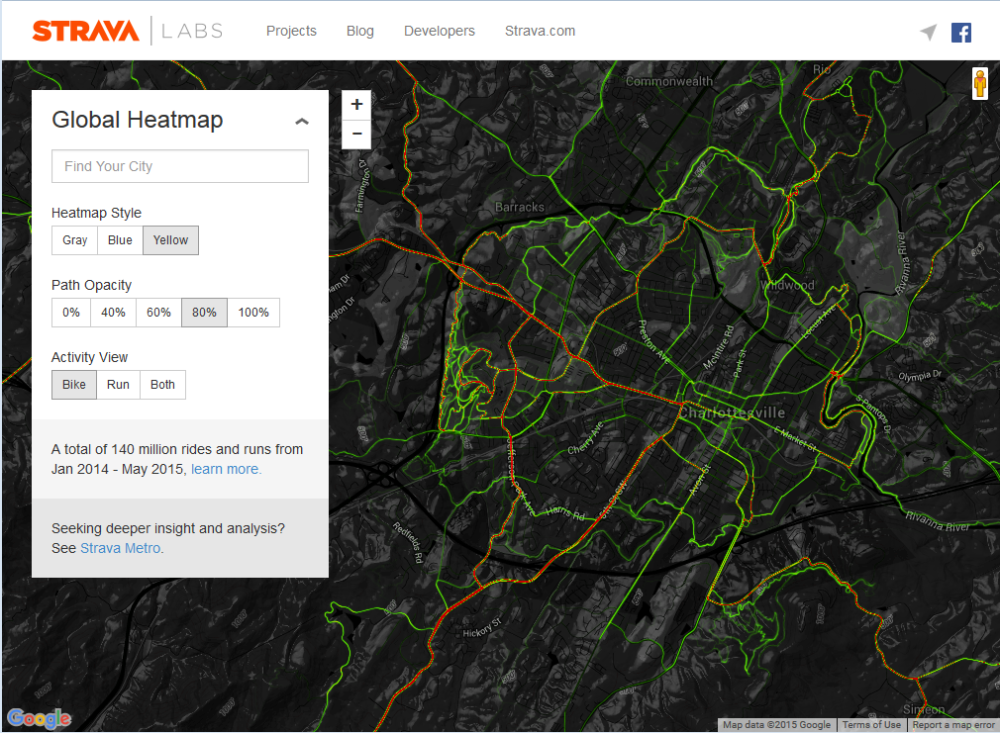 STRAVA LABS Projects Blog Developers Strava.com
Global Heatmap
Find Your City
Heatmap Style
Gray Blue Yellow
Path Opacity
0% 40% 60% 80% 100%
Activity View
Bike Run Both
A total of 140 million rides and runs from
Jan 2014 - May 2015, learn more.
Seeking deeper insight and analysis?
See Strava Metro.
+
−
Commonwealth
Rio
Farmington Dr
Barracks
Rivanna River
Wildwood
Locust Ave
Preston Ave
McIntire Rd
Park St
Olympia Dr
S Pantops Dr
Charlottesville
E Market St
Cherry Ave
Avon St
Jefferson Park Ave
Harris Rd
5th St SW
Redfields Rd
Rivanna River
Hickory St
Simeon
Google
Map data ©2015 Google Terms of Use Report a map error